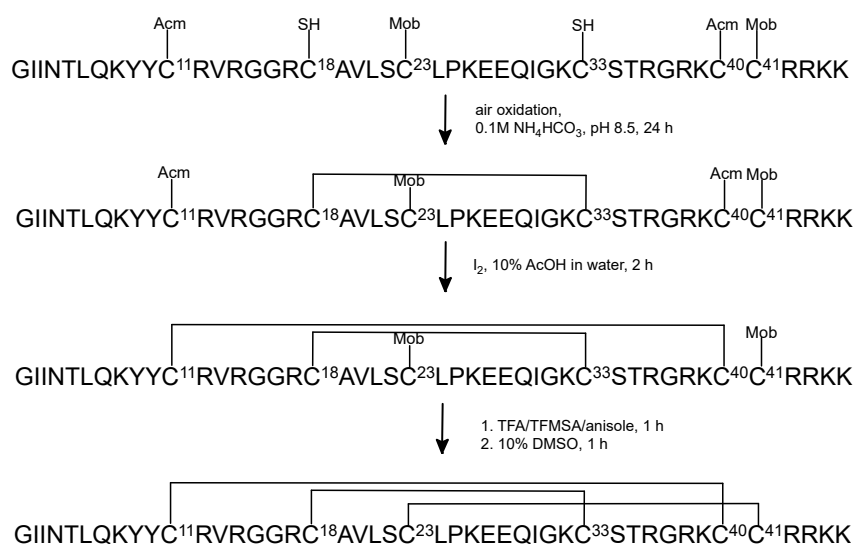 Acm SH Mob SH Acm Mob
GIINTLQKYYC¹¹RVRGGRC¹⁸AVLSC²³LPKEEQIGKC³³STRGRKC⁴⁰C⁴¹RRKK
air oxidation,
0.1M NH₄HCO₃, pH 8.5, 24 h
Acm Mob Acm Mob
GIINTLQKYYC¹¹RVRGGRC¹⁸AVLSC²³LPKEEQIGKC³³STRGRKC⁴⁰C⁴¹RRKK
I₂, 10% AcOH in water, 2 h
Mob Mob
GIINTLQKYYC¹¹RVRGGRC¹⁸AVLSC²³LPKEEQIGKC³³STRGRKC⁴⁰C⁴¹RRKK
1. TFA/TFMSA/anisole, 1 h
2. 10% DMSO, 1 h
GIINTLQKYYC¹¹RVRGGRC¹⁸AVLSC²³LPKEEQIGKC³³STRGRKC⁴⁰C⁴¹RRKK